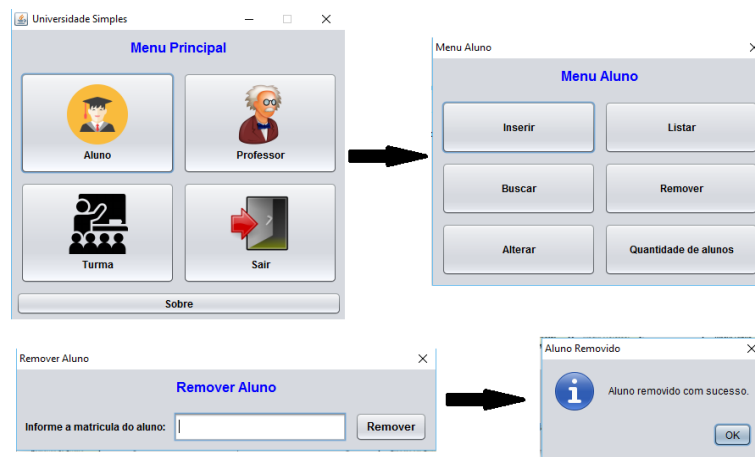 Universidade Simples
Menu Principal
Aluno
Professor
Turma
Sair
Sobre
Menu Aluno
Menu Aluno
Inserir
Listar
Buscar
Remover
Alterar
Quantidade de alunos
Remover Aluno
Remover Aluno
Informe a matricula do aluno:
Remover
Aluno Removido
Aluno removido com sucesso.
OK